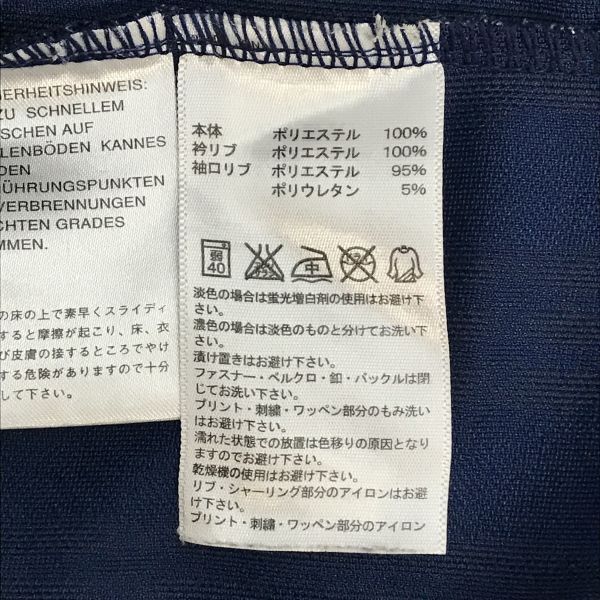 ERHEITSHINWEIS:
ZU SCHNELLEM
SCHEN AUF
LENBÖDEN KANNES
DEN
ÜHRUNGSPUNKTEN
VERBRENNUNGEN
CHTEN GRADES
MMEN.
の床の上で素早くスライディ
すると摩擦が起こり、床、衣
び皮膚の接するところでやけ
する危険がありますので十分
して下さい。
本体 ポリエステル 100%
衿リブ ポリエステル 100%
袖口リブ ポリエステル 95%
ポリウレタン 5%
弱 40
中
淡色の場合は蛍光増白剤の使用はお避け下
さい。
濃色の場合は淡色のものと分けてお洗い下
さい。
漬け置きはお避け下さい。
ファスナー・ベルクロ・釦・バックルは閉
じてお洗い下さい。
プリント・刺繍・ワッペン部分のもみ洗い
はお避け下さい。
濡れた状態での放置は色移りの原因となり
ますのでお避け下さい。
乾燥機の使用はお避け下さい。
リブ・シャーリング部分のアイロンはお避
け下さい。
プリント・刺繍・ワッペン部分のアイロン